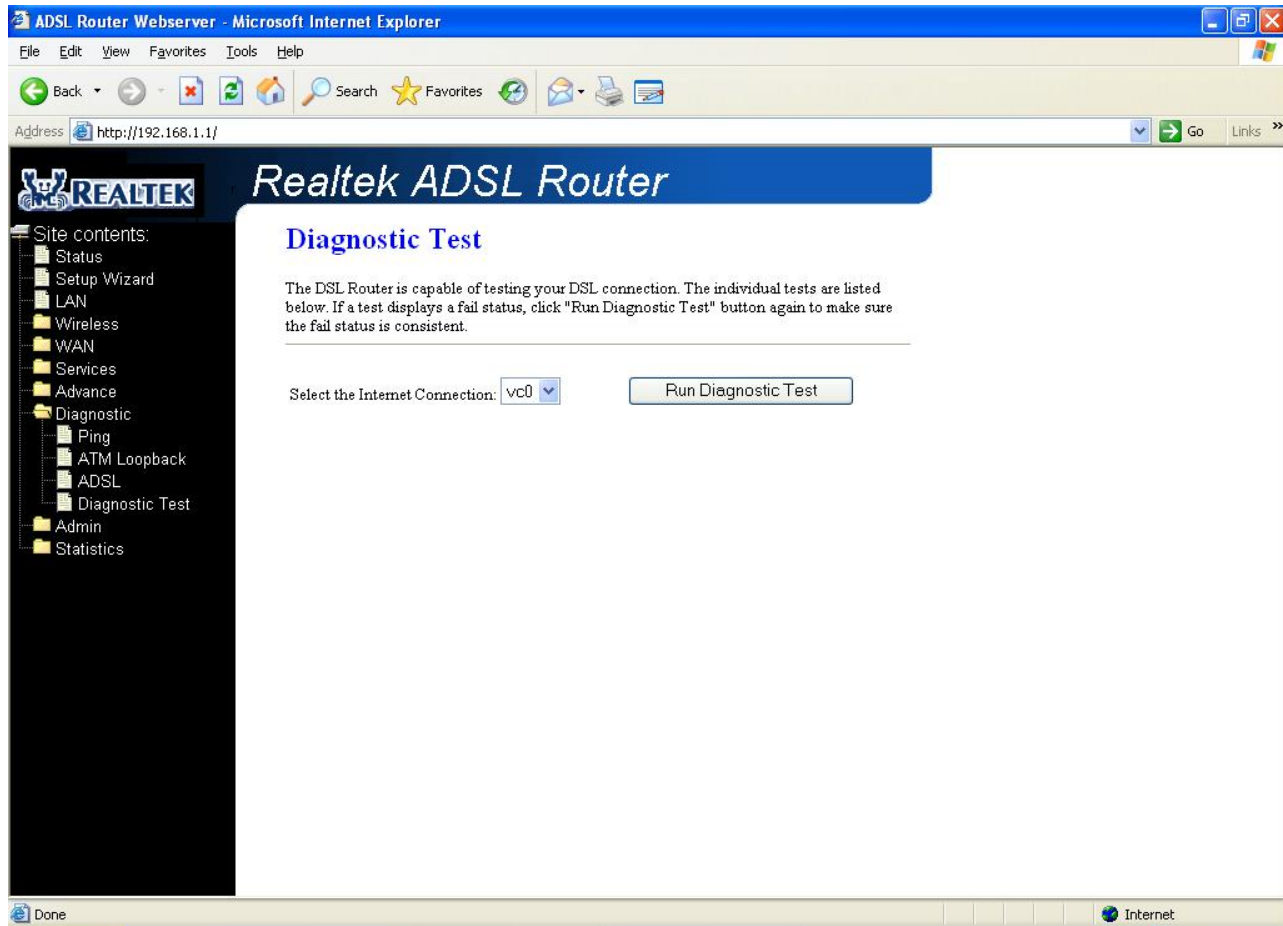 ADSL Router Webserver - Microsoft Internet Explorer
File Edit View Favorites Tools Help
Back Search Favorites
Address http://192.168.1.1/ Go Links »
REALTEK
Realtek ADSL Router
Site contents:
Status
Setup Wizard
LAN
Wireless
WAN
Services
Advance
Diagnostic
Ping
ATM Loopback
ADSL
Diagnostic Test
Admin
Statistics
Diagnostic Test
The DSL Router is capable of testing your DSL connection. The individual tests are listed
below. If a test displays a fail status, click "Run Diagnostic Test" button again to make sure
the fail status is consistent.
Select the Internet Connection: vc0 Run Diagnostic Test
Done Internet